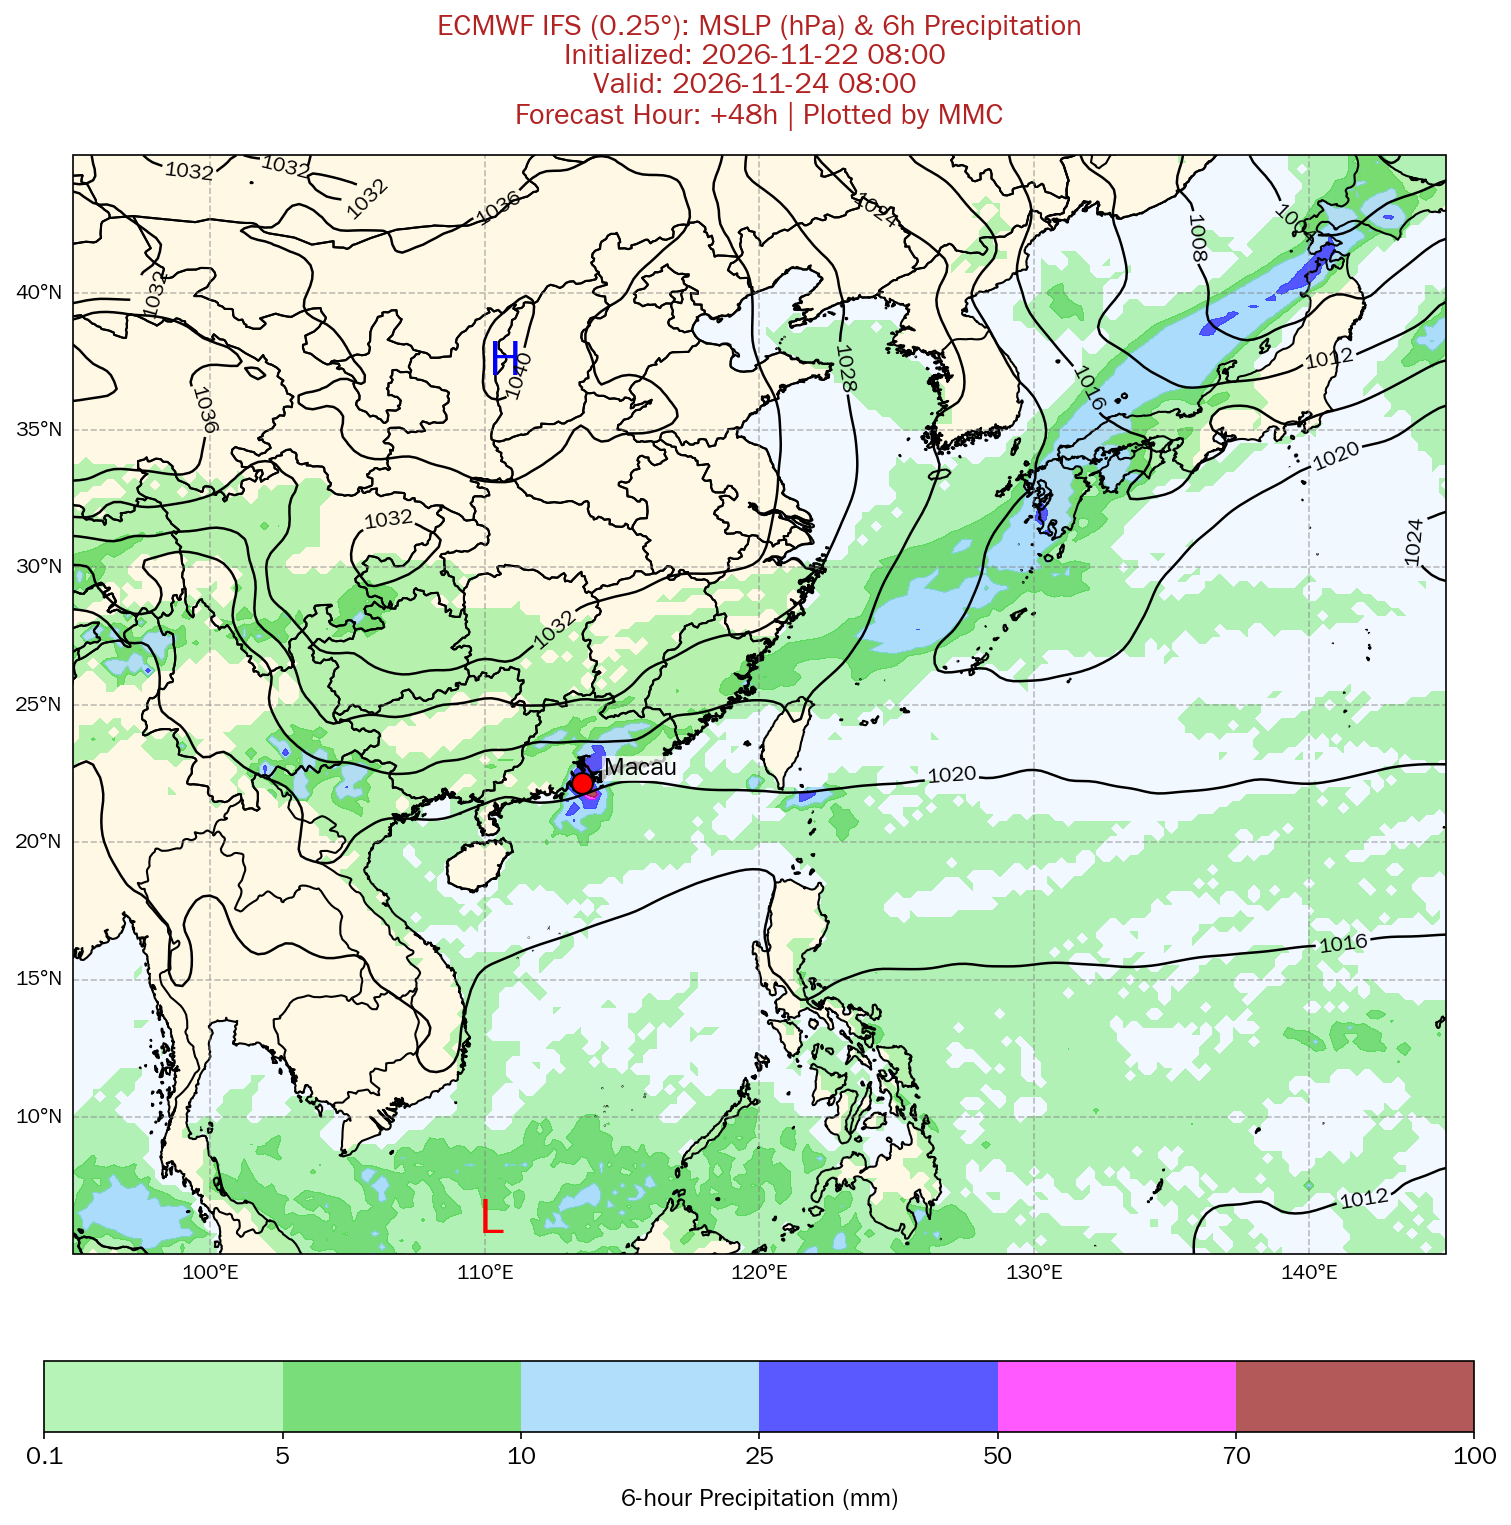 ECMWF IFS (0.25°): MSLP (hPa) & 6h Precipitation
Initialized: 2026-11-22 08:00
Valid: 2026-11-24 08:00
Forecast Hour: +48h | Plotted by MMC
1032
1032
1032
1036
1024
1008
1004
40°N
1032
H
1040
1028
1012
1016
1036
35°N
1020
1032
1024
30°N
1032
25°N
Macau
1020
20°N
1016
15°N
10°N
L
1012
100°E
110°E
120°E
130°E
140°E
0.1
5
10
25
50
70
100
6-hour Precipitation (mm)